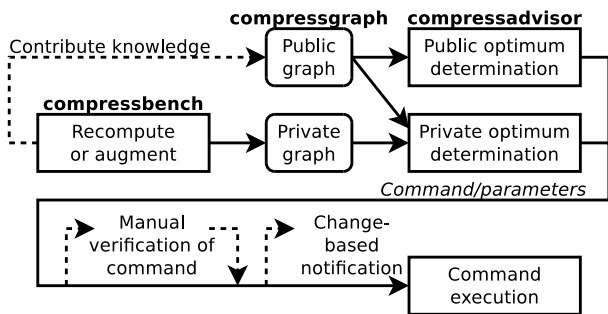 compressgraph
compressadvisor
Contribute knowledge
Public
graph
Public optimum
determination
compressbench
Recompute
or augment
Private
graph
Private optimum
determination
Command/parameters
Manual
verification of
command
Change-
based
notification
Command
execution